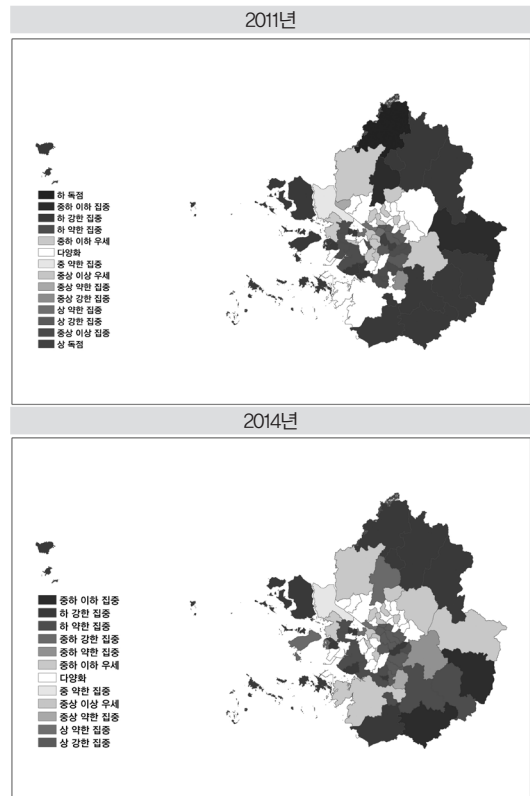 2011년
하 독점
중하 이하 집중
하 강한 집중
하 약한 집중
중하 이하 우세
다양화
중 약한 집중
중상 이상 우세
중상 약한 집중
중상 강한 집중
상 약한 집중
상 강한 집중
중상 이상 집중
상 독점
2014년
중하 이하 집중
하 강한 집중
하 약한 집중
중하 강한 집중
중하 약한 집중
중하 이하 우세
다양화
중 약한 집중
중상 이상 우세
중상 약한 집중
상 약한 집중
상 강한 집중